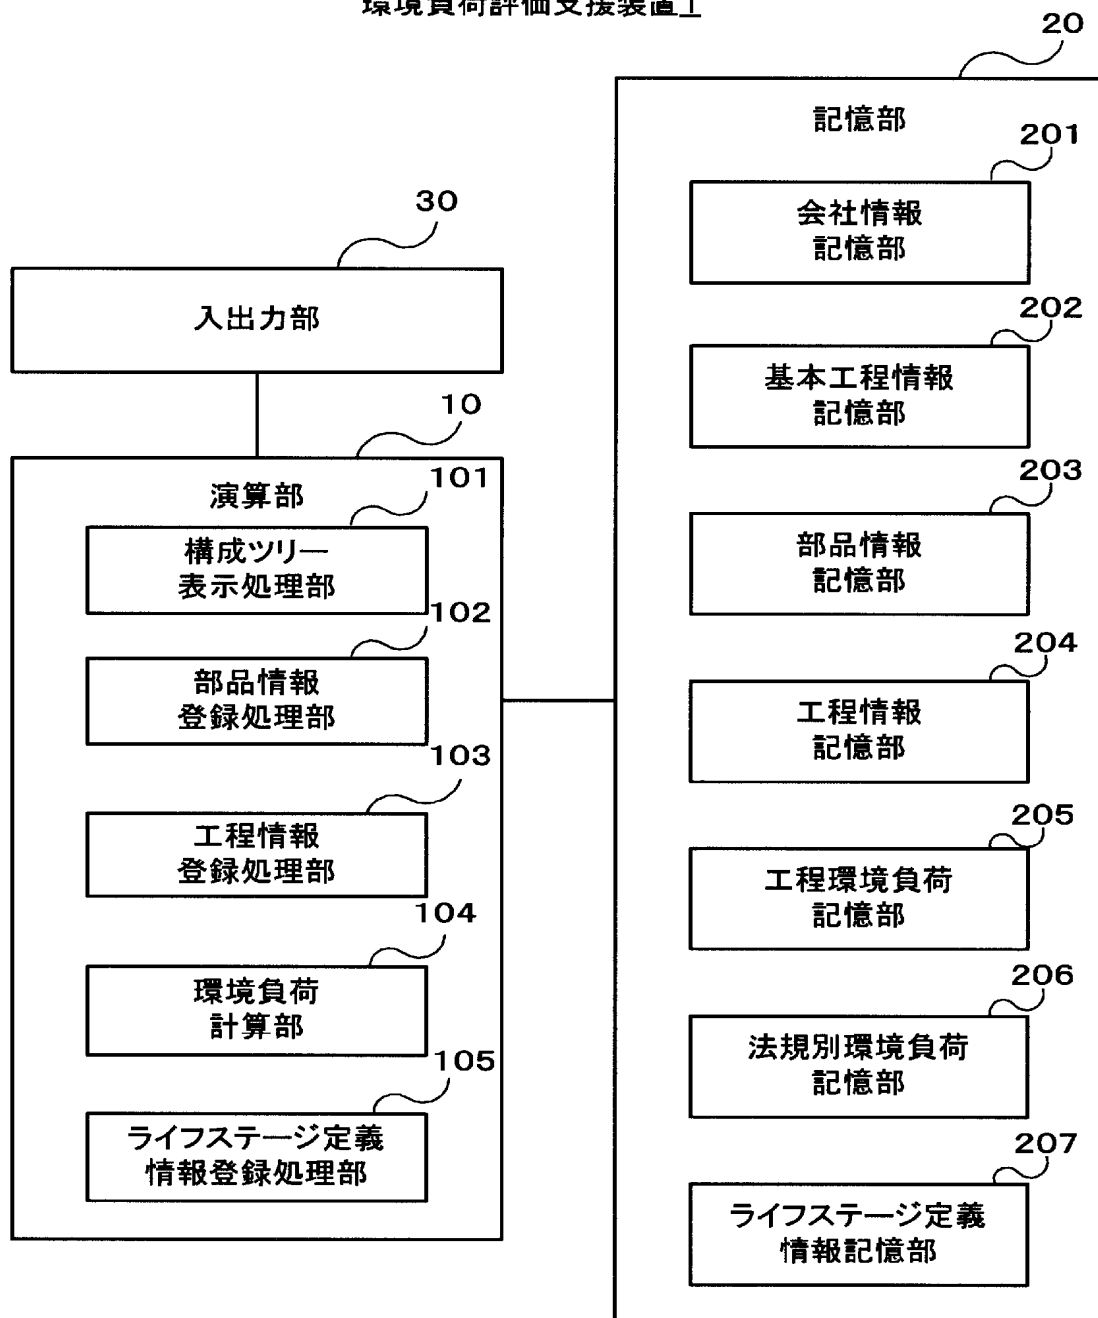 環境負荷評価支援装置1
20
記憶部
201
会社情報
記憶部
30
入出力部
202
基本工程情報
記憶部
10
演算部
101
構成ツリー
表示処理部
203
部品情報
記憶部
102
部品情報
登録処理部
204
工程情報
記憶部
103
工程情報
登録処理部
205
工程環境負荷
記憶部
104
環境負荷
計算部
206
法規別環境負荷
記憶部
105
ライフステージ定義
情報登録処理部
207
ライフステージ定義
情報記憶部